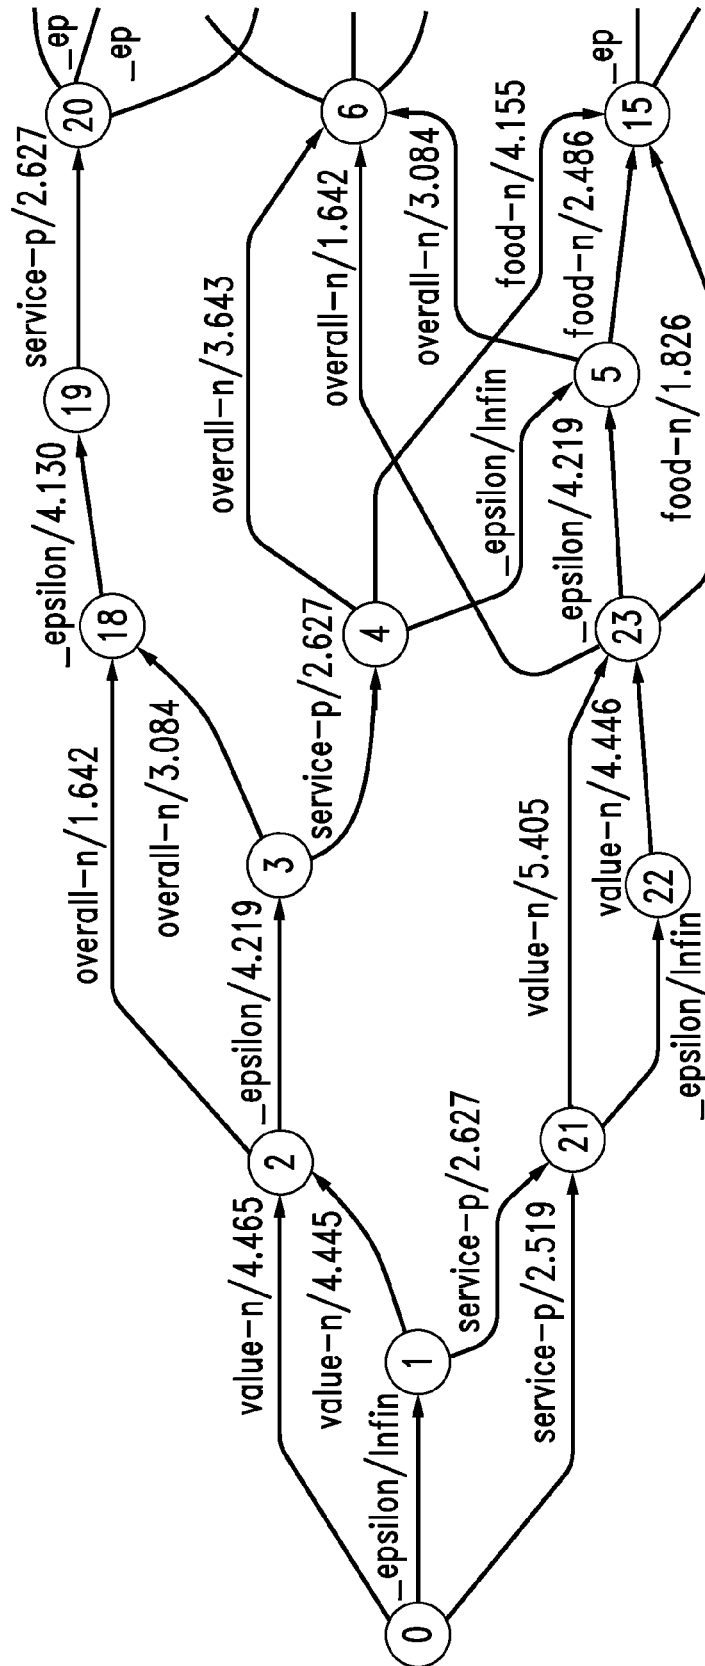 0
_epsilon/Infin
value-n/4.465
value-n/4.445
1
service-p/2.627
service-p/2.519
2
_epsilon/4.219
overall-n/1.642
overall-n/3.084
3
service-p/2.627
21
value-n/5.405
_epsilon/Infin
22
value-n/4.446
18
_epsilon/4.130
19
service-p/2.627
20
_ep
_ep
4
overall-n/3.643
overall-n/1.642
_epsilon/Infin
23
_epsilon/4.219
food-n/1.826
5
overall-n/3.084
food-n/4.155
food-n/2.486
6
15
_ep